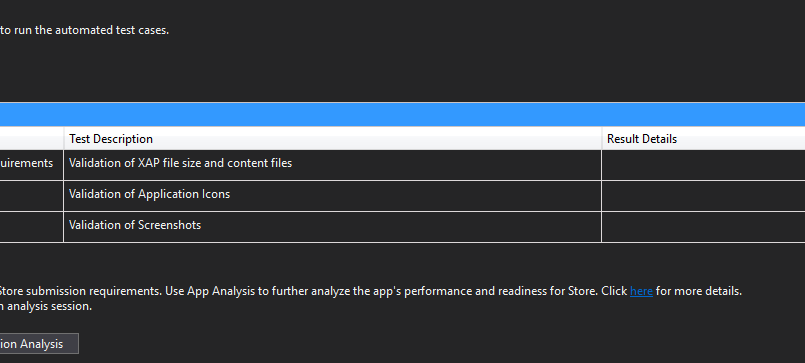 to run the automated test cases.
Test Description Result Details
uirements Validation of XAP file size and content files
Validation of Application Icons
Validation of Screenshots
Store submission requirements. Use App Analysis to further analyze the app's performance and readiness for Store. Click here for more details.
n analysis session.
ion Analysis